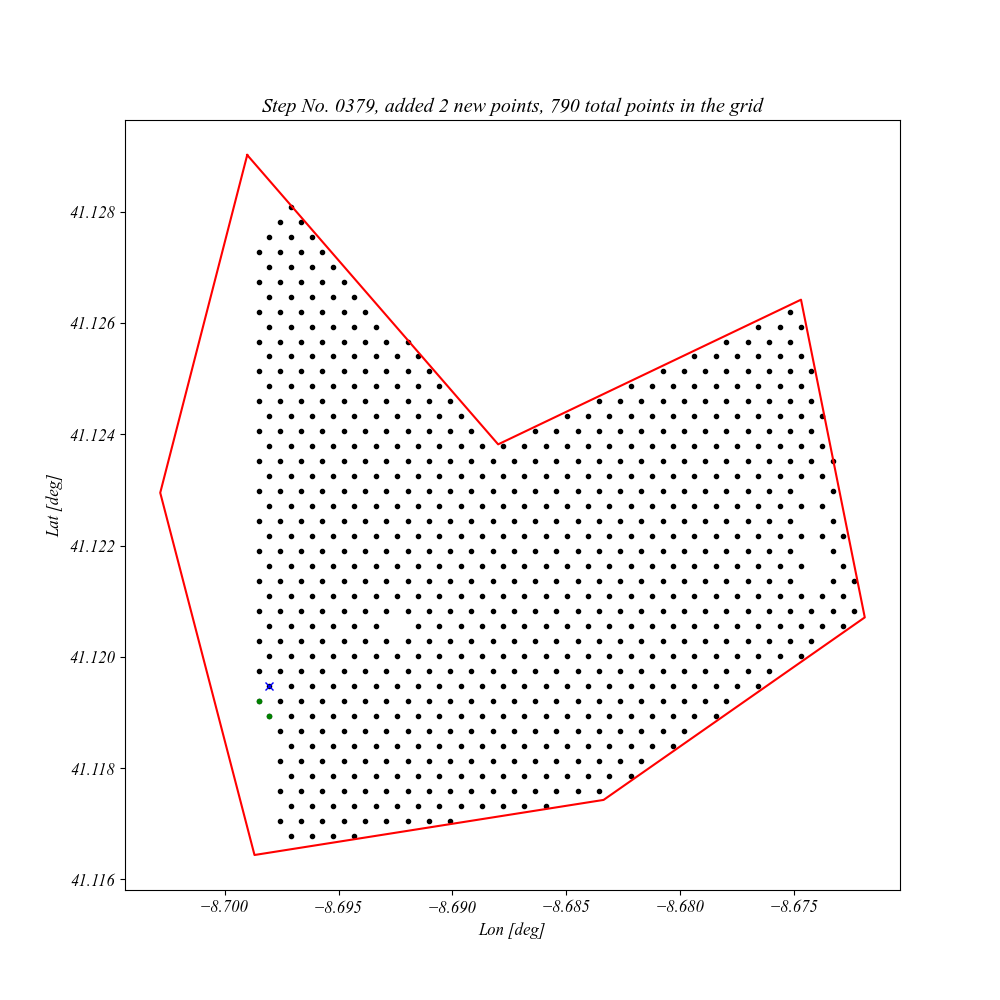 Step No. 0379, added 2 new points, 790 total points in the grid
41.128
41.126
41.124
41.122
41.120
41.118
41.116
Lat [deg]
−8.700 −8.695 −8.690 −8.685 −8.680 −8.675
Lon [deg]